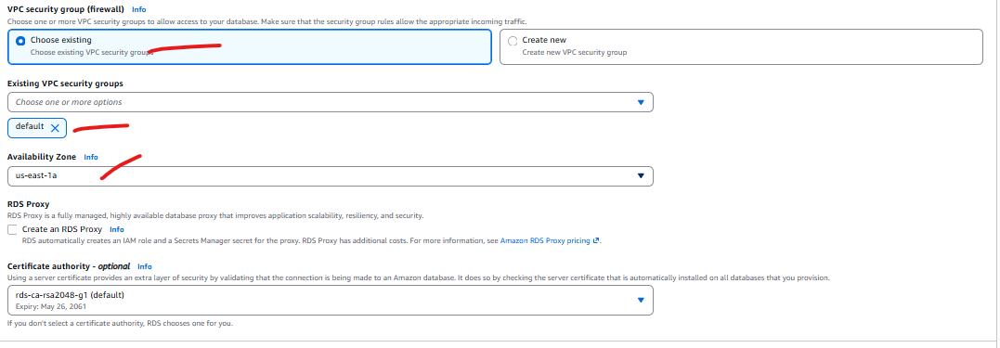 VPC security group (firewall) Info
Choose one or more VPC security groups to allow access to your database. Make sure that the security group rules allow the appropriate incoming traffic.
Choose existing
Choose existing VPC security groups
Create new
Create new VPC security group
Existing VPC security groups
Choose one or more options
default
Availability Zone Info
us-east-1a
RDS Proxy
RDS Proxy is a fully managed, highly available database proxy that improves application scalability, resiliency, and security.
Create an RDS Proxy Info
RDS automatically creates an IAM role and a Secrets Manager secret for the proxy. RDS Proxy has additional costs. For more information, see Amazon RDS Proxy pricing.
Certificate authority - optional Info
Using a server certificate provides an extra layer of security by validating that the connection is being made to an Amazon database. It does so by checking the server certificate that is automatically installed on all databases that you provision.
rds-ca-rsa2048-g1 (default)
Expiry: May 26, 2061
If you don't select a certificate authority, RDS chooses one for you.